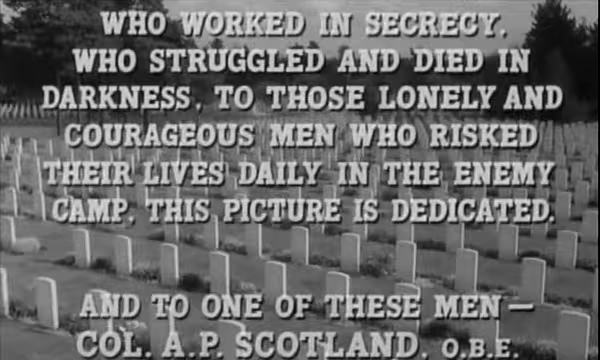 WHO WORKED IN SECRECY,
WHO STRUGGLED AND DIED IN
DARKNESS, TO THOSE LONELY AND
COURAGEOUS MEN WHO RISKED
THEIR LIVES DAILY IN THE ENEMY
CAMP, THIS PICTURE IS DEDICATED.
AND TO ONE OF THESE MEN—
COL. A.P. SCOTLAND O.B.E.